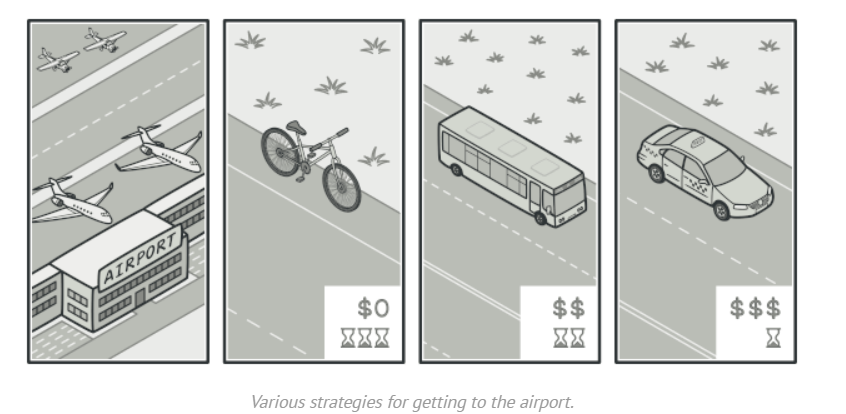 AIRPORT
$0
$$
$$$
Various strategies for getting to the airport.